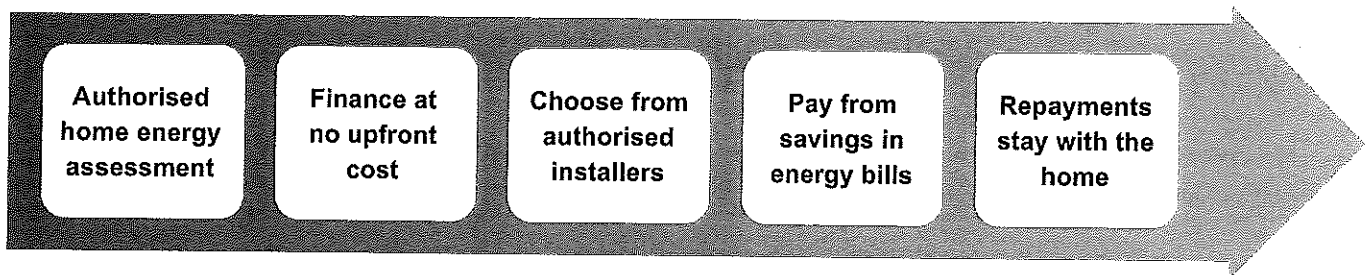 Authorised
home energy
assessment
Finance at
no upfront
cost
Choose from
authorised
installers
Pay from
savings in
energy bills
Repayments
stay with the
home